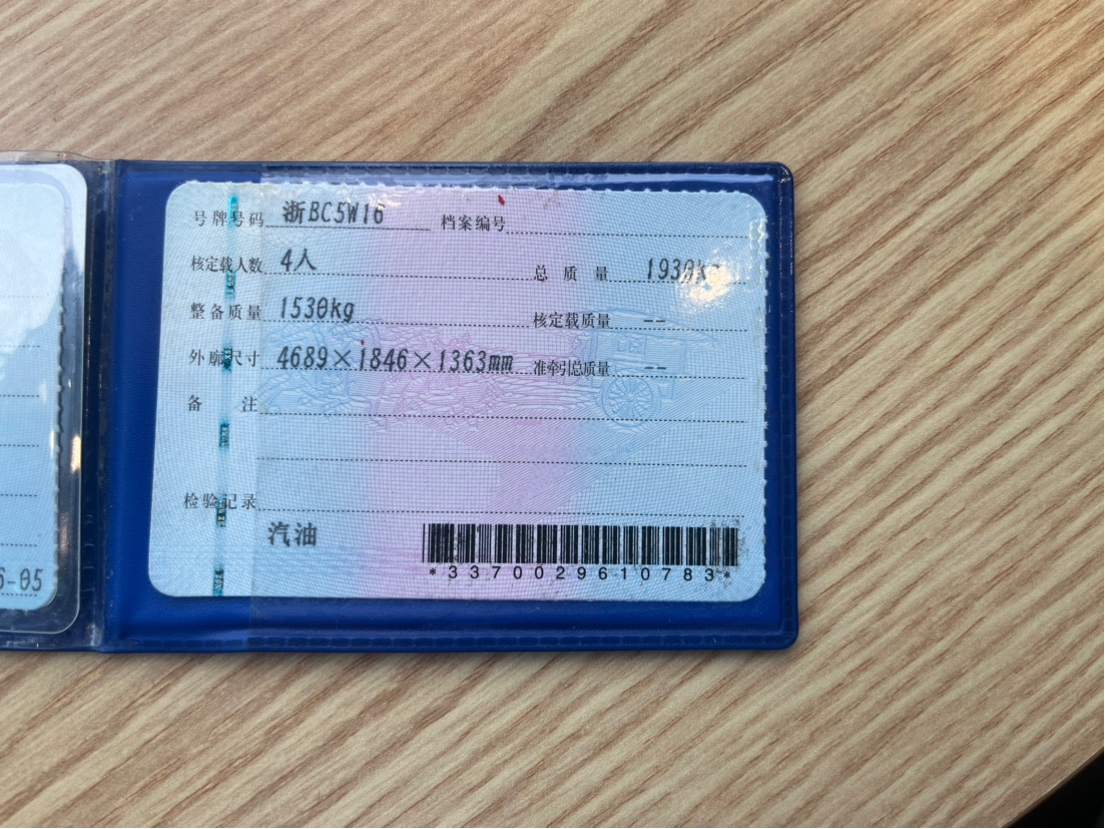 号牌号码 浙BC5W16 档案编号
核定载人数 4人 总质量 1930kg
整备质量 1530kg 核定载质量 --
外廓尺寸 4689×1846×1363mm 准牵引总质量 --
备注
检验记录
汽油
*3370029610783*
6-05